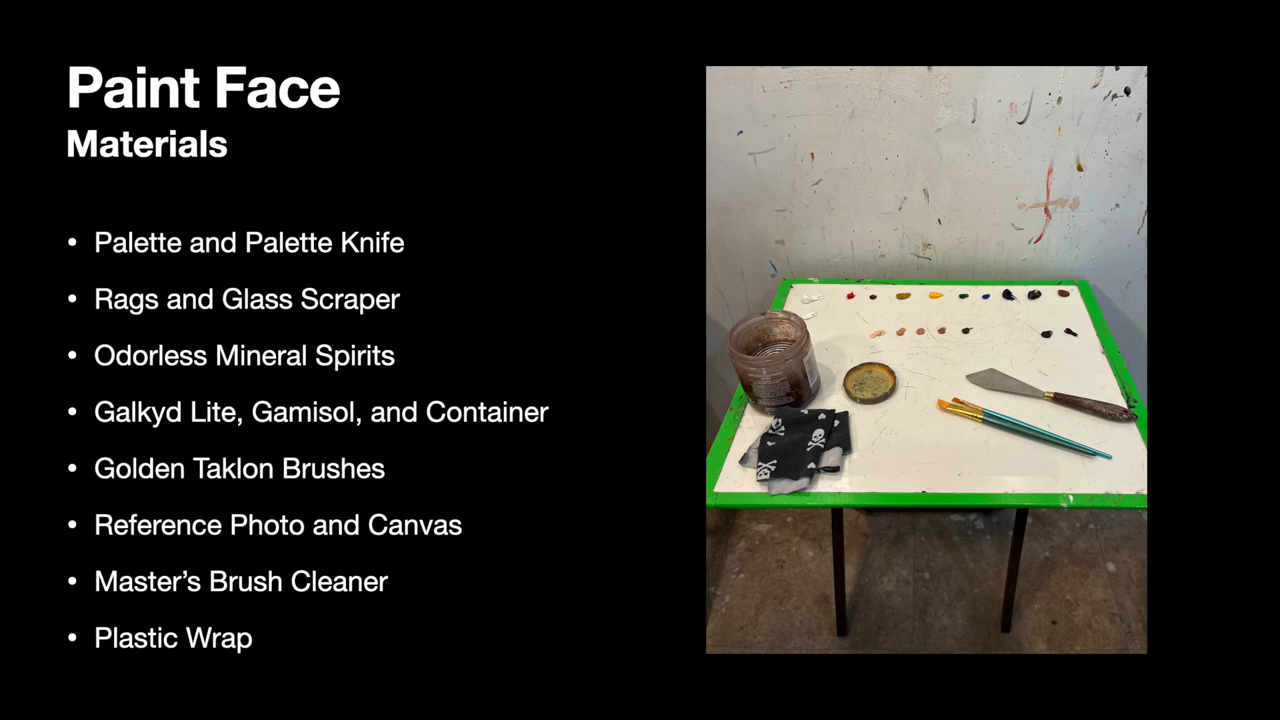 Paint Face
Materials
• Palette and Palette Knife
• Rags and Glass Scraper
• Odorless Mineral Spirits
• Galkyd Lite, Gamisol, and Container
• Golden Taklon Brushes
• Reference Photo and Canvas
• Master’s Brush Cleaner
• Plastic Wrap